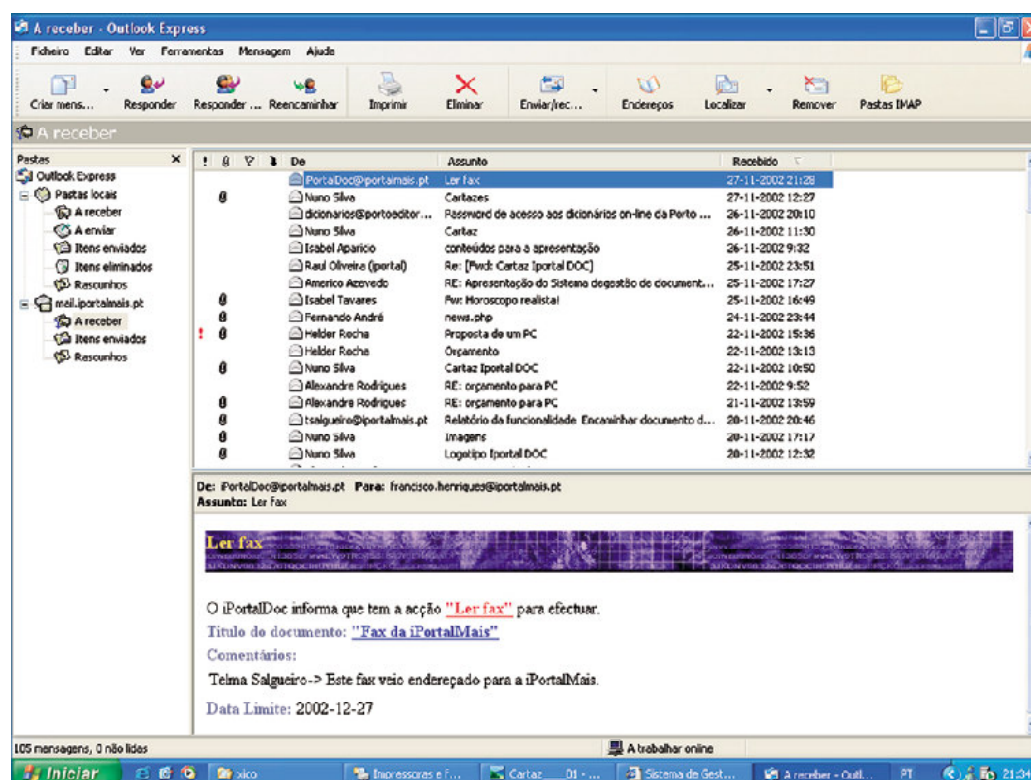 A receber - Outlook Express
Ficheiro Editar Ver Ferramentas Mensagem Ajuda
Criar mens... Responder Responder ... Reencaminhar Imprimir Eliminar Enviar/rec... Endereços Localizar Remover Pastas IMAP
A receber
Pastas
Outlook Express
Pastas locais
A receber
A enviar
Itens enviados
Itens eliminados
Rascunhos
mail.iportalmais.pt
A receber
Itens enviados
Rascunhos
! De Assunto Recebido
iPortalDoc@iportalmais.pt Ler fax 27-11-2002 21:28
Nuno Silva Cartazes 27-11-2002 12:27
dicionarios@portoeditor... Password de acesso aos dicionários on-line da Porto ... 26-11-2002 20:10
Nuno Silva Cartaz 26-11-2002 11:30
Isabel Aparicio conteúdos para a apresentação 26-11-2002 9:32
Raul Oliveira (iportal) Re: [Fwd: Cartaz Iportal DOC] 25-11-2002 23:51
Americo Azevedo RE: Apresentação do Sistema degestão de document... 25-11-2002 17:27
Isabel Tavares Fw: Horoscopo realista! 25-11-2002 16:49
Fernando André news.php 24-11-2002 23:44
! Helder Rocha Proposta de um PC 22-11-2002 15:36
Helder Rocha Orçamento 22-11-2002 13:13
Nuno Silva Cartaz Iportal DOC 22-11-2002 10:50
Alexandre Rodrigues RE: orçamento para PC 22-11-2002 9:52
Alexandre Rodrigues RE: orçamento para PC 21-11-2002 13:59
tsalgueiro@iportalmais.pt Relatório da funcionalidade Encaminhar documento d... 20-11-2002 20:46
Nuno Silva Imagens 20-11-2002 17:17
Nuno Silva Logotipo Iportal DOC 20-11-2002 12:32
De: iPortalDoc@iportalmais.pt Para: francisco.henriques@iportalmais.pt
Assunto: Ler Fax
Ler fax
O iPortalDoc informa que tem a acção "Ler fax" para efectuar.
Titulo do documento: "Fax da iPortalMais"
Comentários:
Telma Salgueiro-> Este fax veio endereçado para a iPortalMais.
Data Limite: 2002-12-27
105 mensagens, 0 não lidas A trabalhar online
Iniciar xico Impressoras e f... Cartaz___01 - ... Sistema de Gest... A receber - Outl... PT 21:34